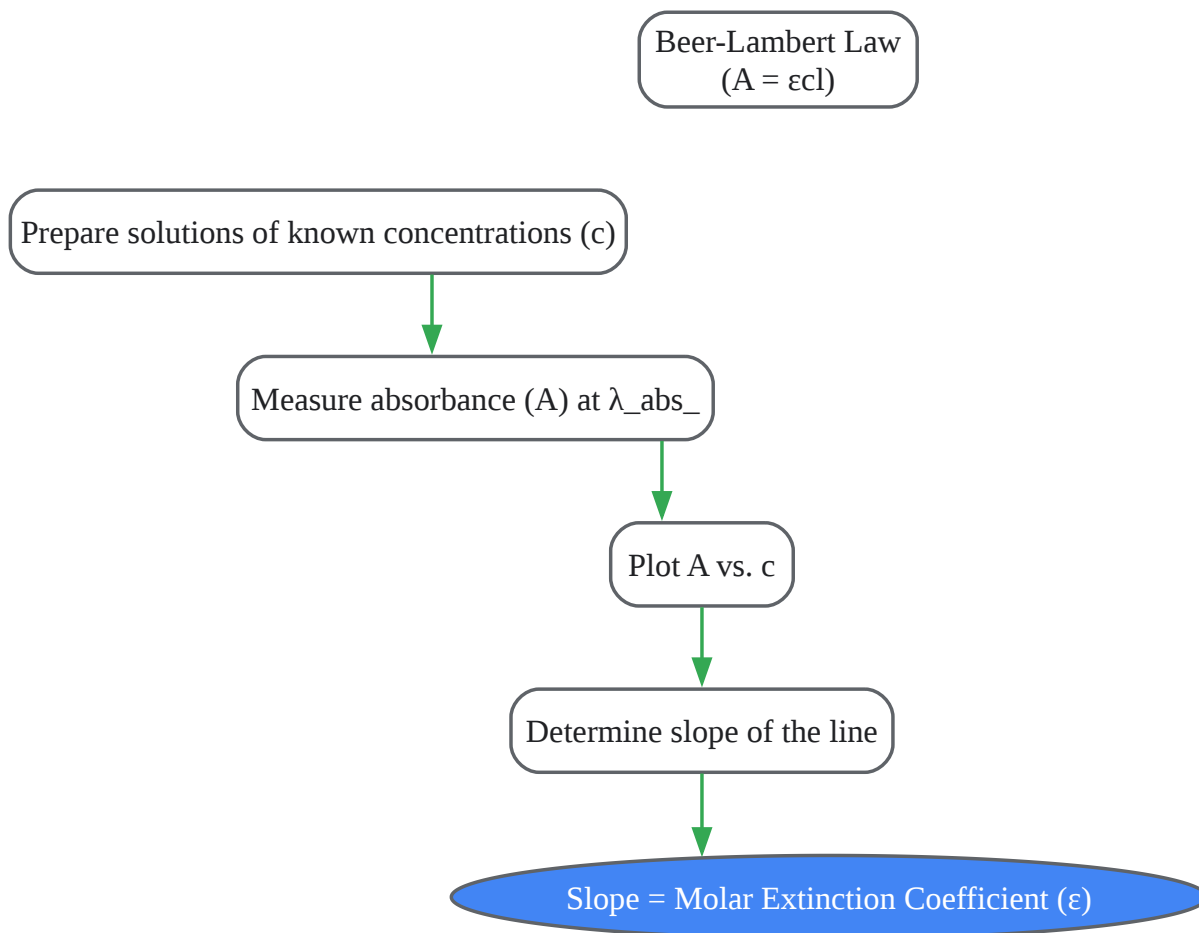 Beer-Lambert Law
(A = εcl)
Prepare solutions of known concentrations (c)
Measure absorbance (A) at λ_abs_
Plot A vs. c
Determine slope of the line
Slope = Molar Extinction Coefficient (ε)